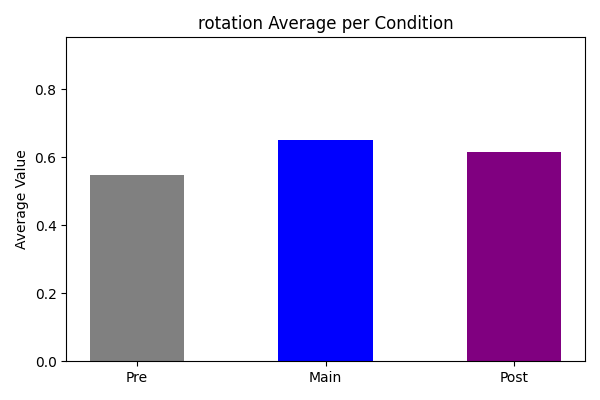 rotation Average per Condition
Average Value
0.8
0.6
0.4
0.2
0.0
Pre
Main
Post